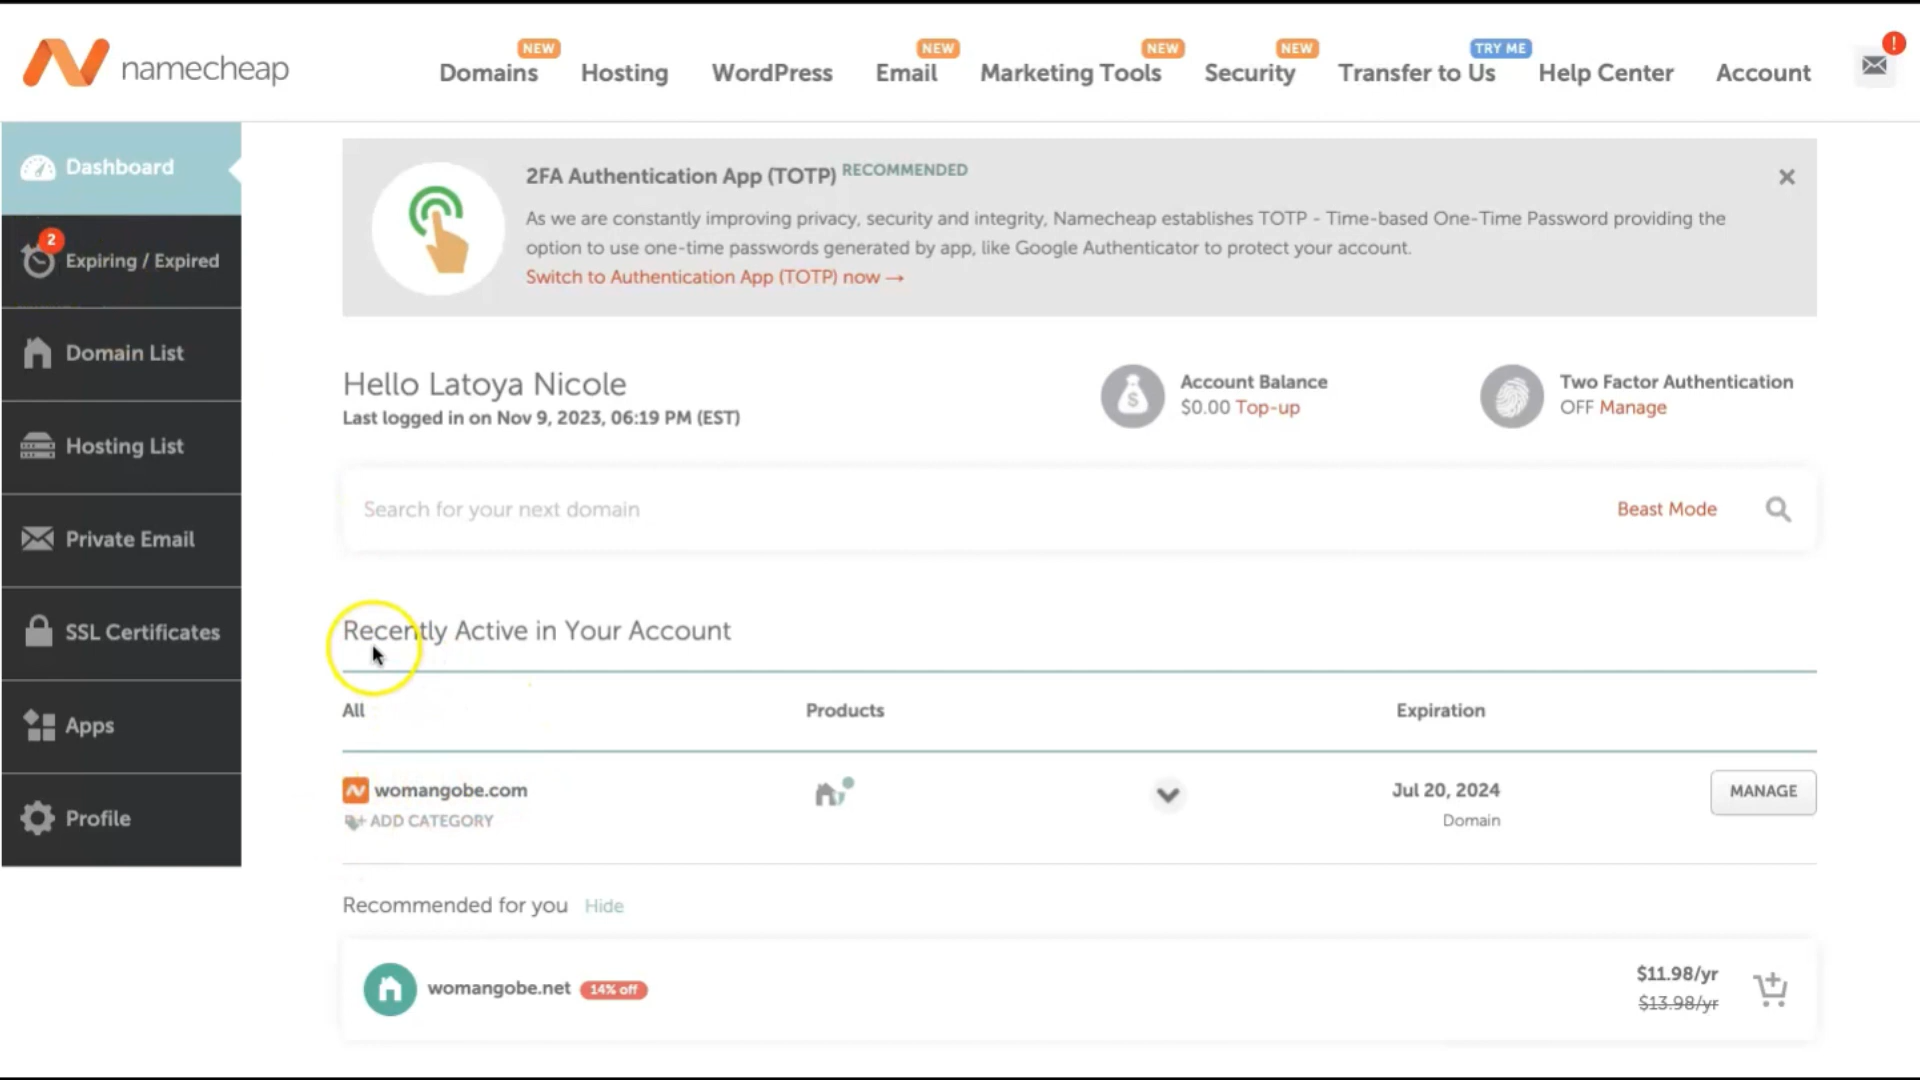 namecheap
NEW
Domains
Hosting
WordPress
NEW
Email
NEW
Marketing Tools
NEW
Security
TRY ME
Transfer to Us
Help Center
Account
!
Dashboard
2
Expiring / Expired
Domain List
Hosting List
Private Email
SSL Certificates
Apps
Profile
2FA Authentication App (TOTP) RECOMMENDED
As we are constantly improving privacy, security and integrity, Namecheap establishes TOTP - Time-based One-Time Password providing the
option to use one-time passwords generated by app, like Google Authenticator to protect your account.
Switch to Authentication App (TOTP) now →
Hello Latoya Nicole
Last logged in on Nov 9, 2023, 06:19 PM (EST)
$
Account Balance
$0.00 Top-up
Two Factor Authentication
OFF Manage
Search for your next domain
Beast Mode
Recently Active in Your Account
All
Products
Expiration
womangobe.com
ADD CATEGORY
Jul 20, 2024
Domain
MANAGE
Recommended for you Hide
womangobe.net 14% off
$11.98/yr
$13.98/yr